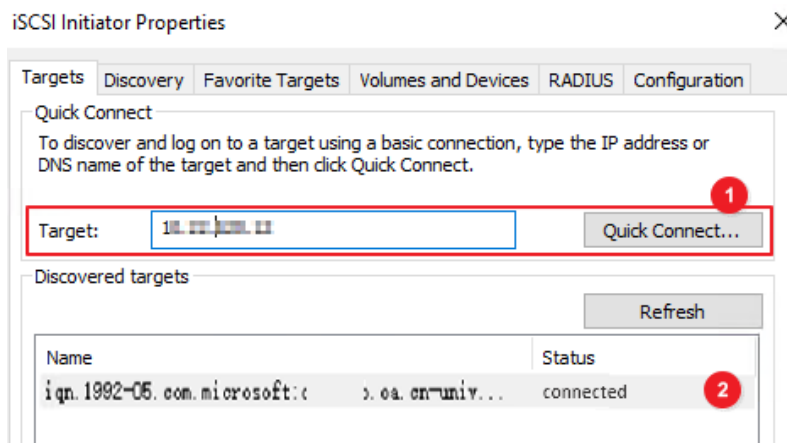 iSCSI Initiator Properties
Targets Discovery Favorite Targets Volumes and Devices RADIUS Configuration
Quick Connect
To discover and log on to a target using a basic connection, type the IP address or
DNS name of the target and then click Quick Connect.
1
Target: Quick Connect...
Discovered targets
Refresh
Name Status
iqn.1992-05.com.microsoft:c .oa.cn-univ... connected 2